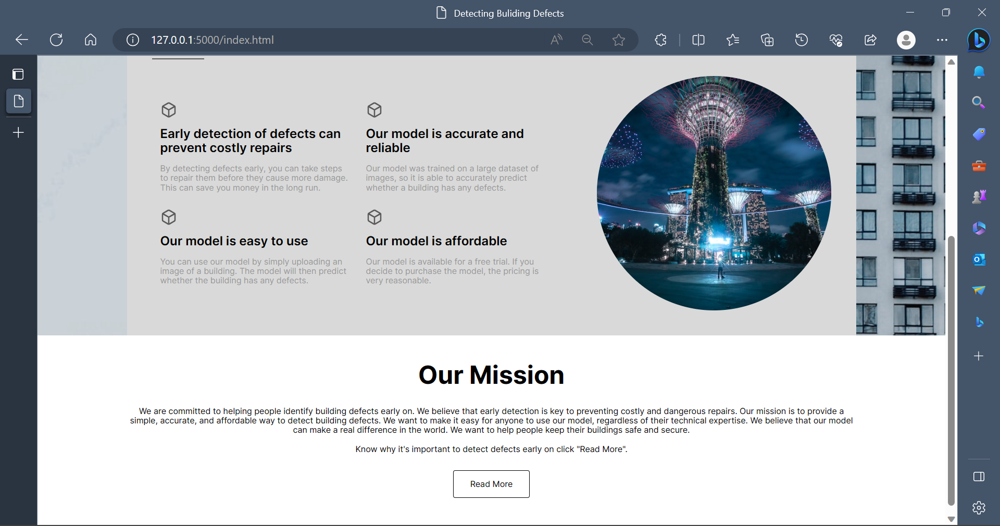 Detecting Buliding Defects
127.0.0.1:5000/index.html
Early detection of defects can
prevent costly repairs
By detecting defects early, you can take steps
to repair them before they cause more damage.
This can save you money in the long run.
Our model is accurate and
reliable
Our model was trained on a large dataset of
images, so it is able to accurately predict
whether a building has any defects.
Our model is easy to use
You can use our model by simply uploading an
image of a building. The model will then predict
whether the building has any defects.
Our model is affordable
Our model is available for a free trial. If you
decide to purchase the model, the pricing is
very reasonable.
Our Mission
We are committed to helping people identify building defects early on. We believe that early detection is key to preventing costly and dangerous repairs. Our mission is to provide a
simple, accurate, and affordable way to detect building defects. We want to make it easy for anyone to use our model, regardless of their technical expertise. We believe that our model
can make a real difference in the world. We want to help people keep their buildings safe and secure.
Know why it's important to detect defects early on click "Read More".
Read More